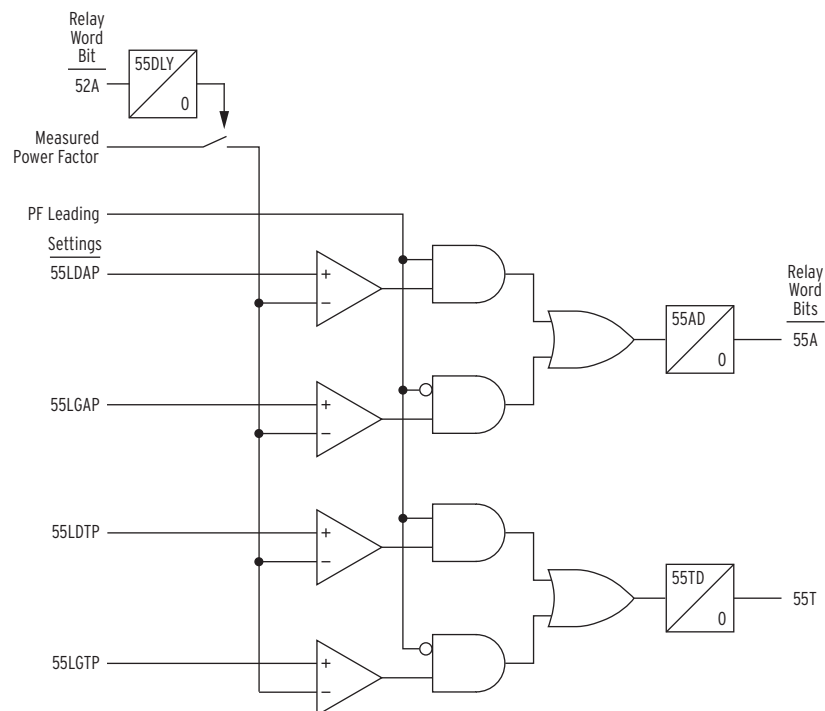 Relay
Word
Bit
52A
55DLY
0
Measured
Power Factor
PF Leading
Settings
55LDAP
+
−
55AD
0
Relay
Word
Bits
55A
55LGAP
+
−
55LDTP
+
−
55TD
0
55T
55LGTP
+
−